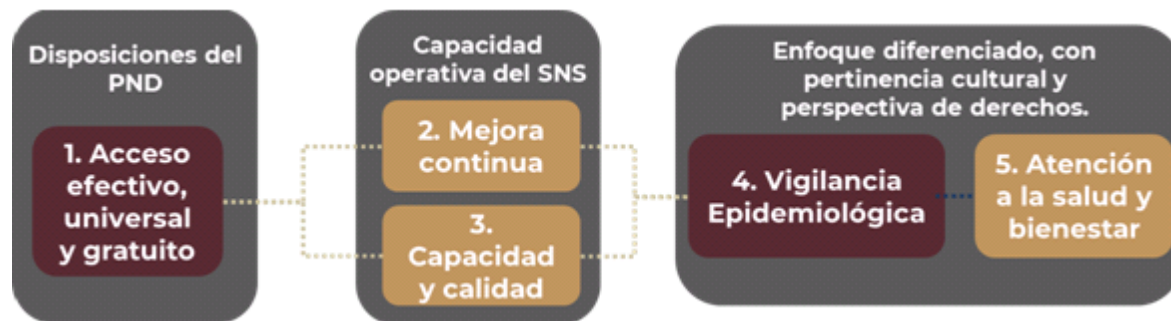 Disposiciones del
PND
1. Acceso
efectivo,
universal
y gratuito
Capacidad
operativa del SNS
2. Mejora
continua
3.
Capacidad
y calidad
Enfoque diferenciado, con
pertinencia cultural y
perspectiva de derechos.
4. Vigilancia
Epidemiológica
5. Atención
a la salud y
bienestar